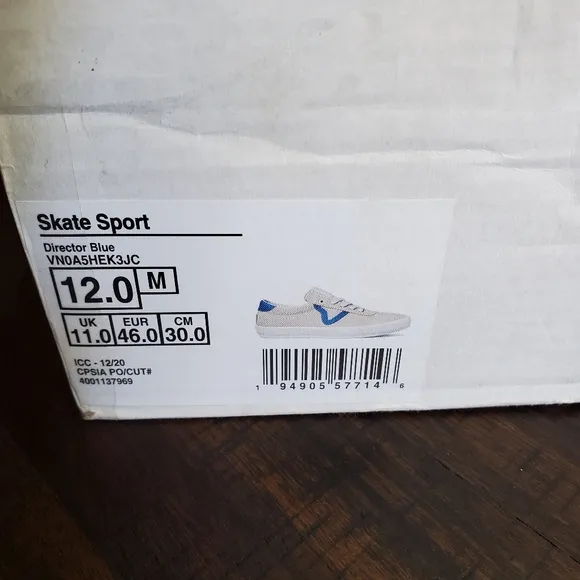 Skate Sport
Director Blue
VN0A5HEK3JC
12.0 M
UK EUR CM
11.0 46.0 30.0
ICC - 12/20
CPSIA PO/CUT#
4001137969
1 94905 57714 6